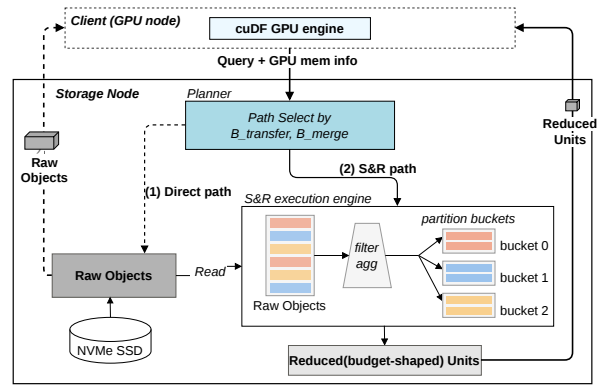 Client (GPU node)
cuDF GPU engine
Query + GPU mem info
Storage Node
Planner
Path Select by
B_transfer, B_merge
Reduced
Units
Raw
Objects
(1) Direct path
(2) S&R path
S&R execution engine
partition buckets
filter
agg
bucket 0
bucket 1
bucket 2
Raw Objects
Read
Raw Objects
NVMe SSD
Reduced(budget-shaped) Units